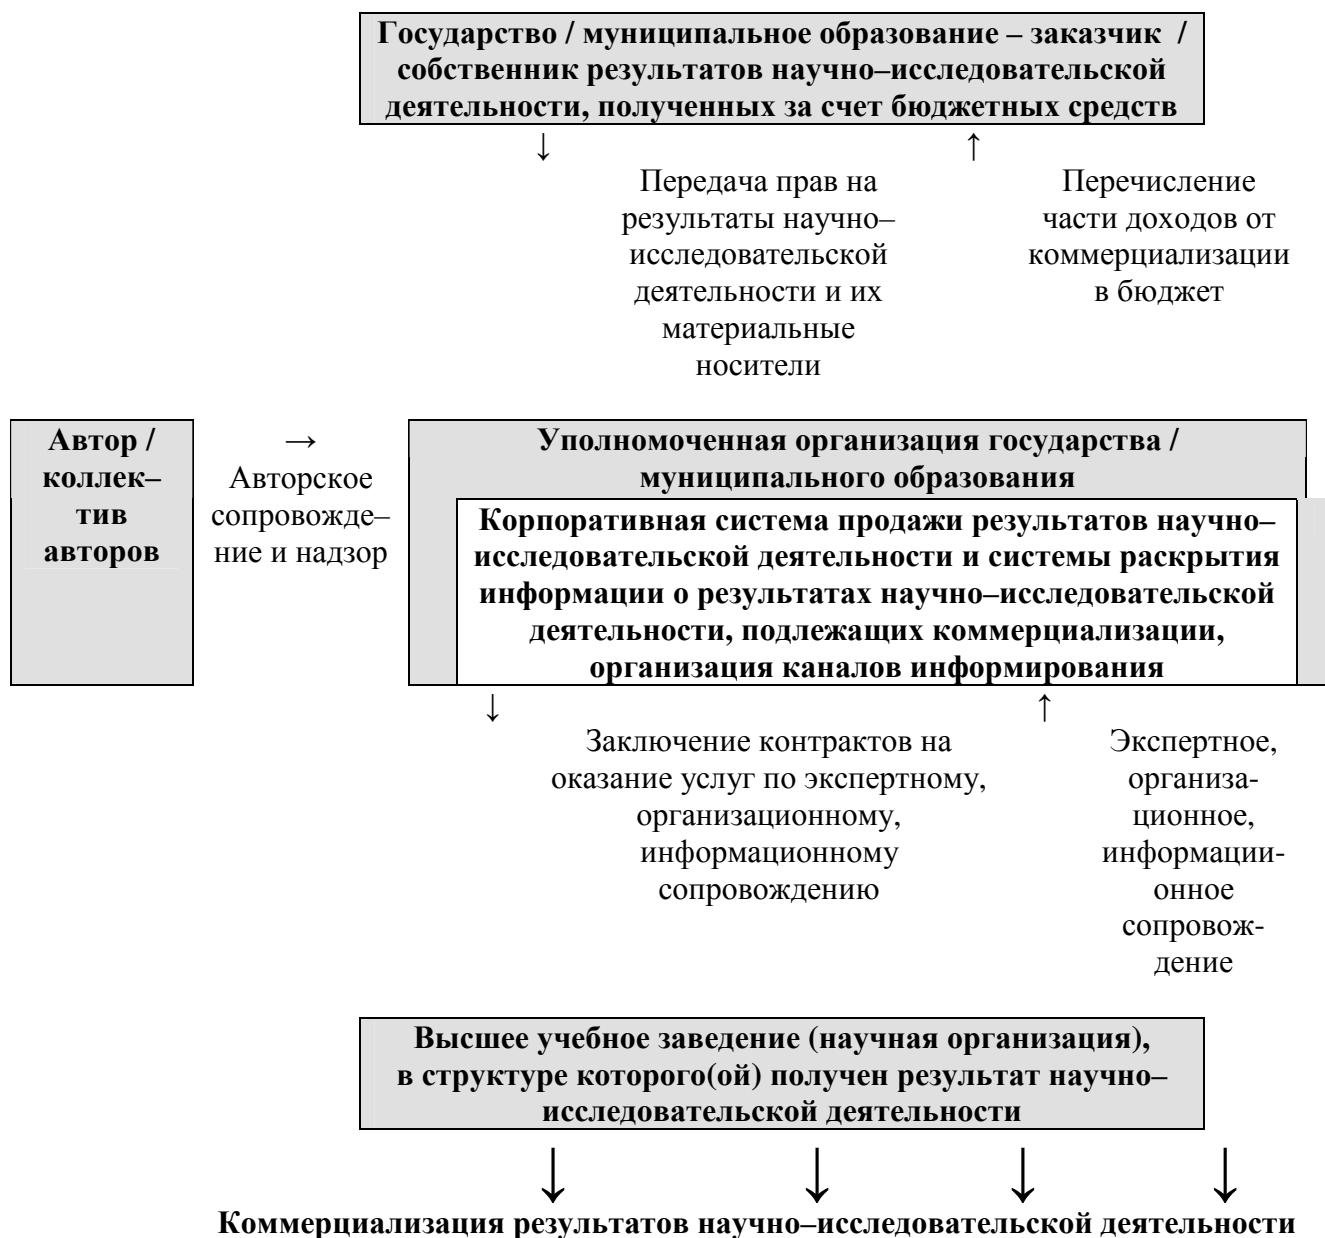 Государство / муниципальное образование – заказчик /
собственник результатов научно–исследовательской
деятельности, полученных за счет бюджетных средств
↓ ↑
Передача прав на
результаты научно–
исследовательской
деятельности и их
материальные
носители
Перечисление
части доходов от
коммерциализации
в бюджет
Автор /
коллек–
тив
авторов
→
Авторское
сопровожде–
ние и надзор
Уполномоченная организация государства /
муниципального образования
Корпоративная система продажи результатов научно–
исследовательской деятельности и системы раскрытия
информации о результатах научно–исследовательской
деятельности, подлежащих коммерциализации,
организация каналов информирования
↓ ↑
Заключение контрактов на
оказание услуг по экспертному,
организационному,
информационному
сопровождению
Экспертное,
организа-
ционное,
информаци-
онное
сопровож-
дение
Высшее учебное заведение (научная организация),
в структуре которого(ой) получен результат научно–
исследовательской деятельности
↓ ↓ ↓ ↓
Коммерциализация результатов научно–исследовательской деятельности